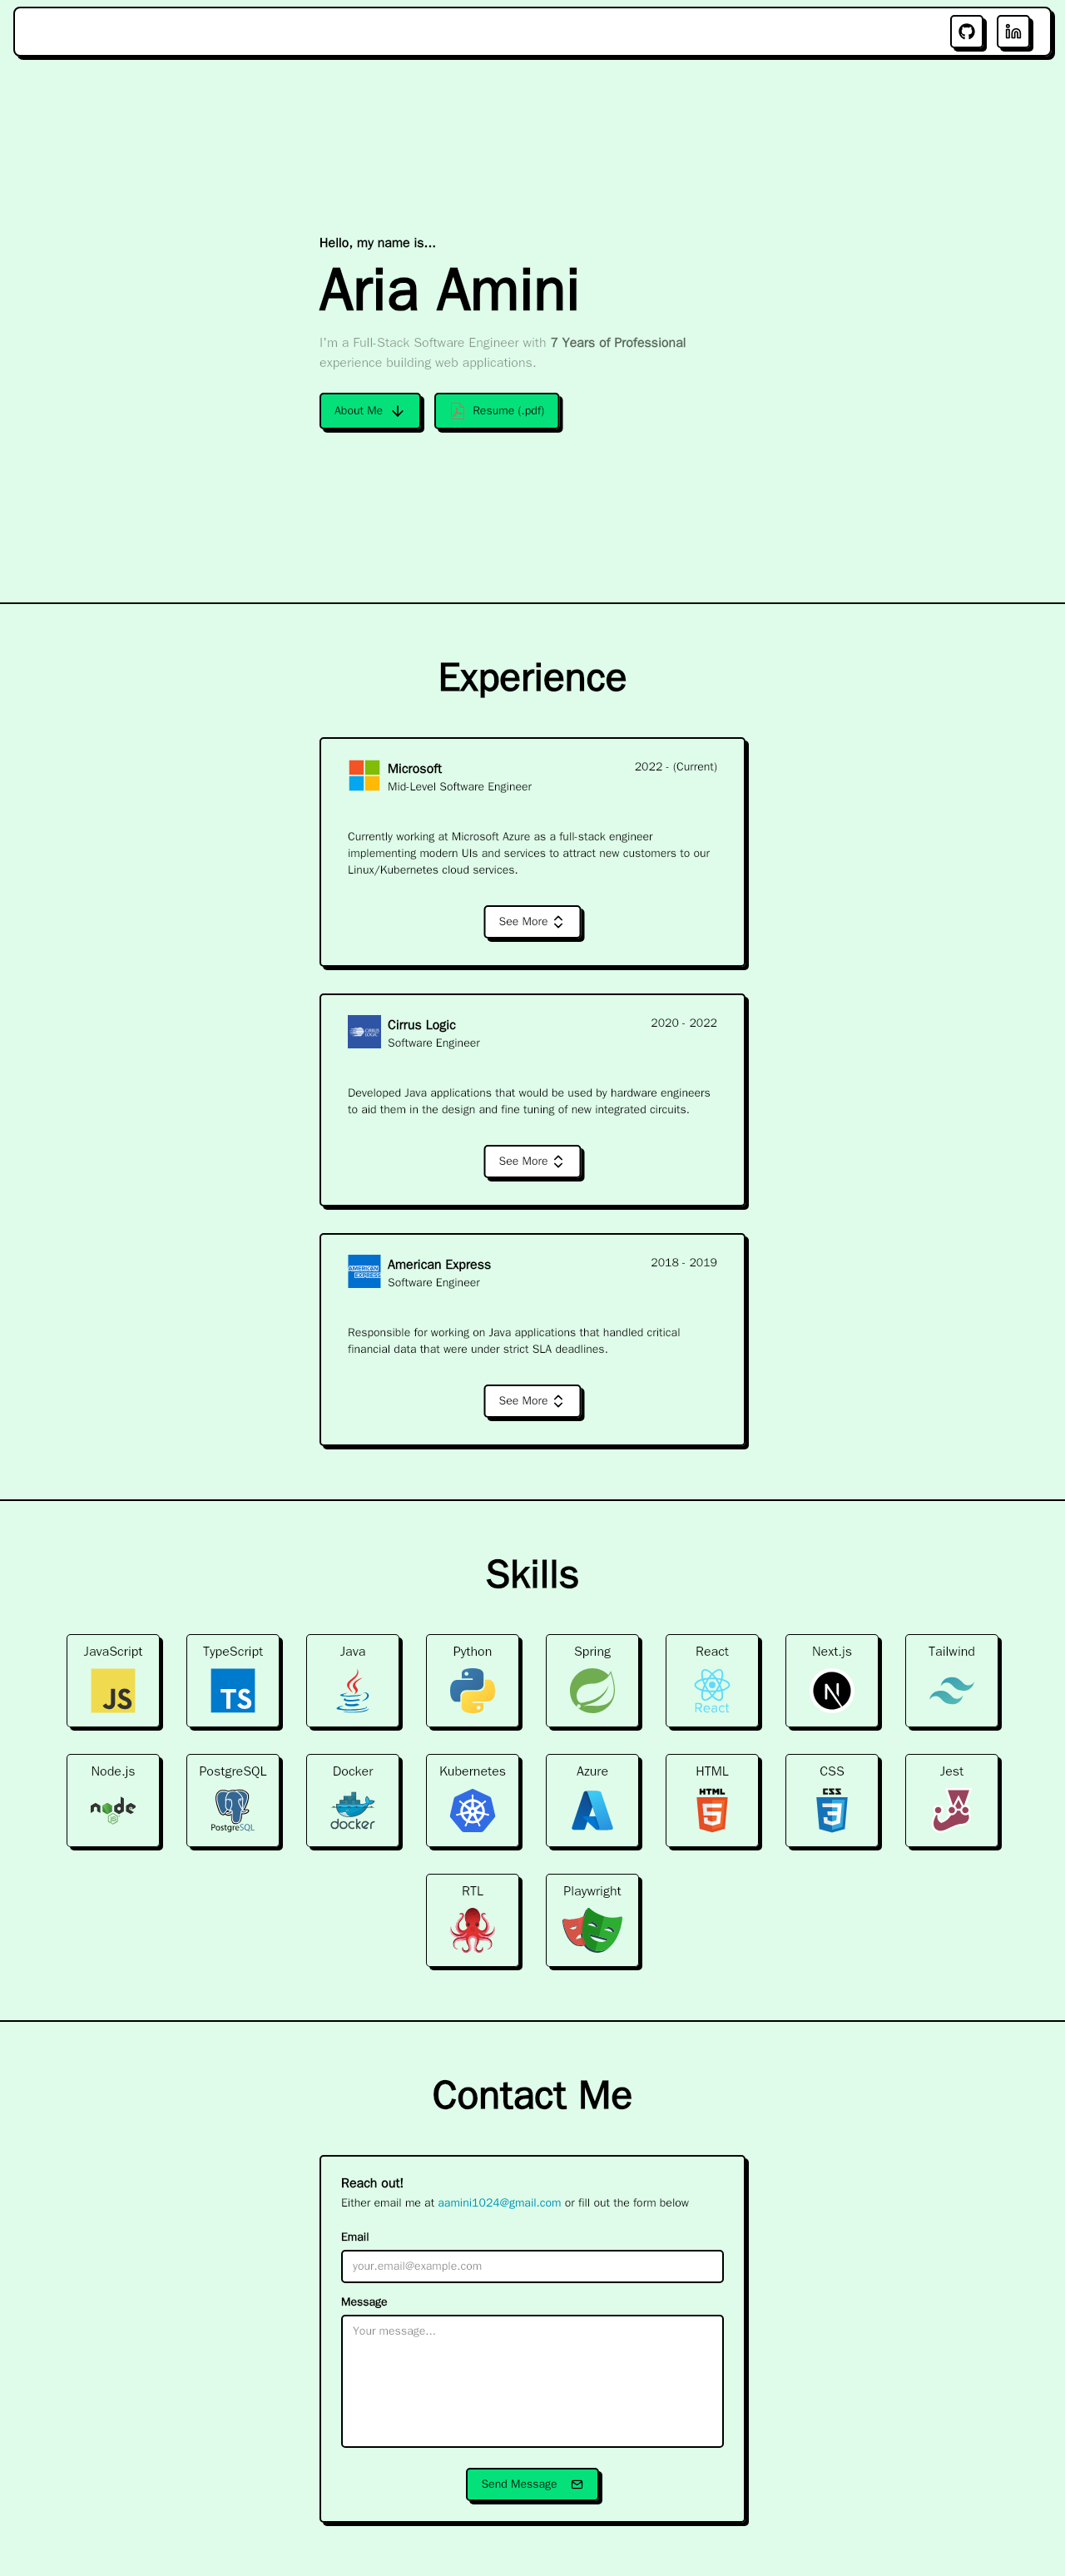 Hello, my name is...
Aria Amini
I'm a Full-Stack Software Engineer with 7 Years of Professional
experience building web applications.
About Me
Resume (.pdf)
Experience
Microsoft
2022 - (Current)
Mid-Level Software Engineer
Currently working at Microsoft Azure as a full-stack engineer
implementing modern UIs and services to attract new customers to our
Linux/Kubernetes cloud services.
See More
CIRRUS LOGIC
Cirrus Logic
2020 - 2022
Software Engineer
Developed Java applications that would be used by hardware engineers
to aid them in the design and fine tuning of new integrated circuits.
See More
AMERICAN EXPRESS
American Express
2018 - 2019
Software Engineer
Responsible for working on Java applications that handled critical
financial data that were under strict SLA deadlines.
See More
Skills
JavaScript
JS
TypeScript
TS
Java
Python
Spring
React
React
Next.js
N
Tailwind
Node.js
node
JS
PostgreSQL
PostgreSQL
Docker
docker
Kubernetes
Azure
HTML
HTML
5
CSS
CSS
3
Jest
RTL
Playwright
Contact Me
Reach out!
Either email me at aamini1024@gmail.com or fill out the form below
Email
your.email@example.com
Message
Your message...
Send Message